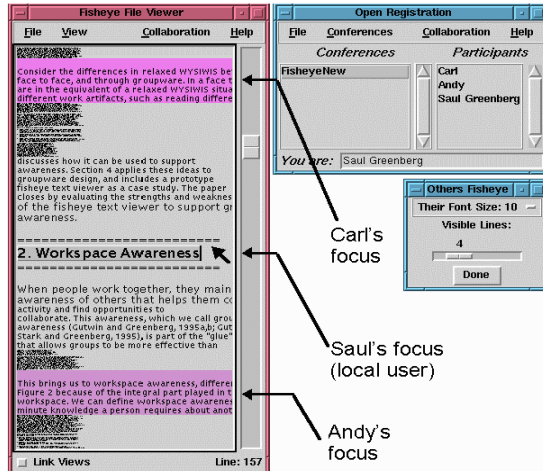 Fisheye File Viewer
File View Collaboration Help
Consider the differences in relaxed WYSIWIS be
face to face, and through groupware. In a face t
are in the equivalent of a relaxed WYSIWIS situa
different work artifacts, such as reading differe
discusses how it can be used to support
awareness. Section 4 applies these ideas to
groupware design, and includes a prototype
fisheye text viewer as a case study. The paper
closes by evaluating the strengths and weaknes
of the fisheye text viewer to support gr
awareness.
2. Workspace Awareness
When people work together, they main
awareness of others that helps them co
activity and find opportunities to
collaborate. This awareness, which we call grou
awareness (Gutwin and Greenberg, 1995a,b; Gut
Stark and Greenberg, 1995), is part of the "glue"
that allows groups to be more effective than
This brings us to workspace awareness, differen
Figure 2 because of the integral part played in t
workspace. We can define workspace awarenes
minute knowledge a person requires about anot
Link Views Line: 157
Open Registration
File Conferences Collaboration Help
Conferences Participants
FisheyeNew
Carl
Andy
Saul Greenberg
You are: Saul Greenberg
Others Fisheye
Their Font Size: 10
Visible Lines:
4
Done
Carl's
focus
Saul's focus
(local user)
Andy's
focus